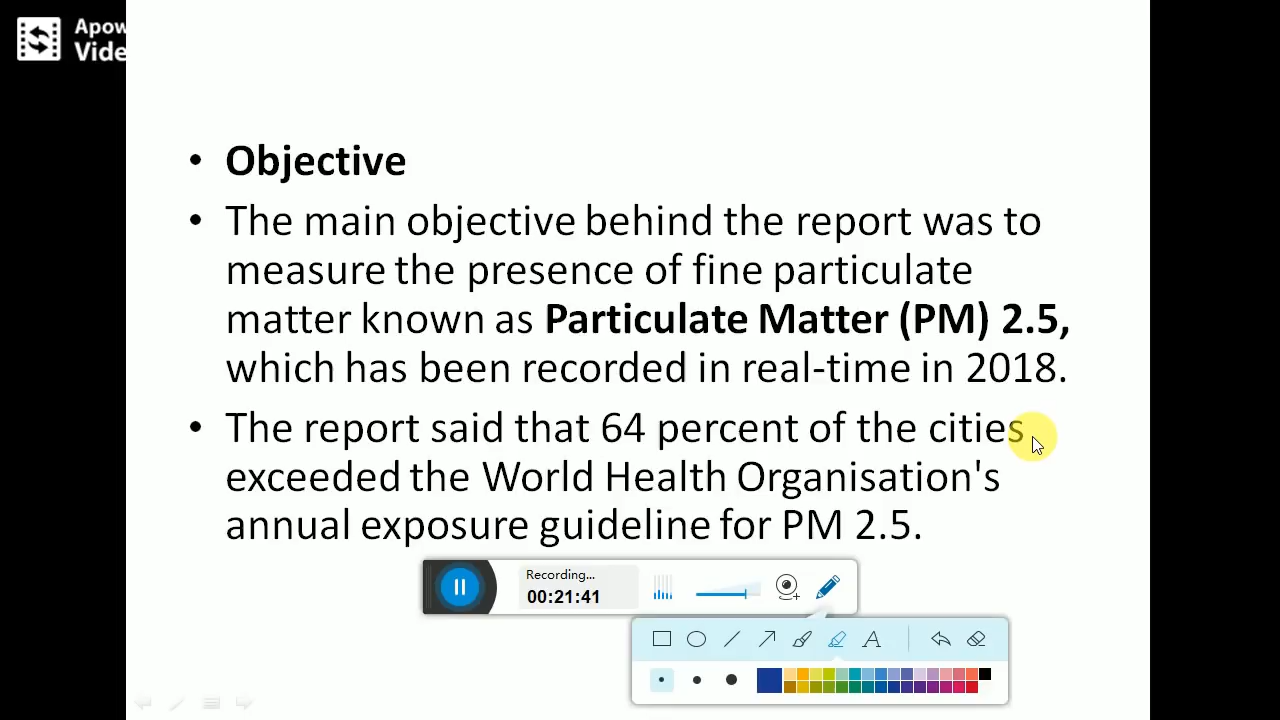 Apow
Vide
• Objective
• The main objective behind the report was to
measure the presence of fine particulate
matter known as Particulate Matter (PM) 2.5,
which has been recorded in real-time in 2018.
• The report said that 64 percent of the cities
exceeded the World Health Organisation's
annual exposure guideline for PM 2.5.
Recording...
00:21:41
A